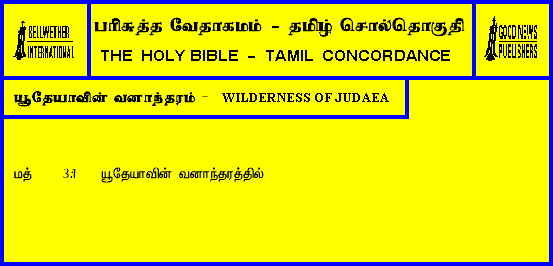 BELLWETHER INTERNATIONAL
பரிசுத்த வேதாகமம் - தமிழ் சொல்தொகுதி
THE HOLY BIBLE - TAMIL CONCORDANCE
GOOD NEWS PUBLISHERS
யூதேயாவின் வனாந்தரம் - WILDERNESS OF JUDAEA
மத் 3:1 யூதேயாவின் வனாந்தரத்தில்